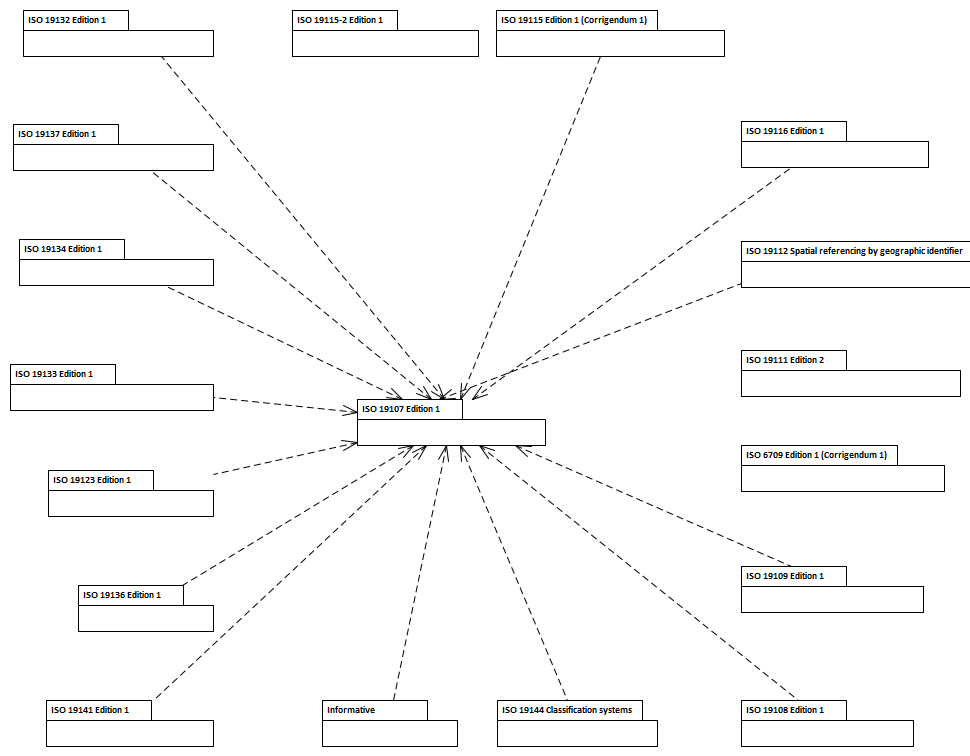 ISO 19132 Edition 1
ISO 19115-2 Edition 1
ISO 19115 Edition 1 (Corrigendum 1)
ISO 19137 Edition 1
ISO 19116 Edition 1
ISO 19134 Edition 1
ISO 19112 Spatial referencing by geographic identifier
ISO 19111 Edition 2
ISO 19133 Edition 1
ISO 19107 Edition 1
ISO 6709 Edition 1 (Corrigendum 1)
ISO 19123 Edition 1
ISO 19109 Edition 1
ISO 19136 Edition 1
ISO 19141 Edition 1
Informative
ISO 19144 Classification systems
ISO 19108 Edition 1